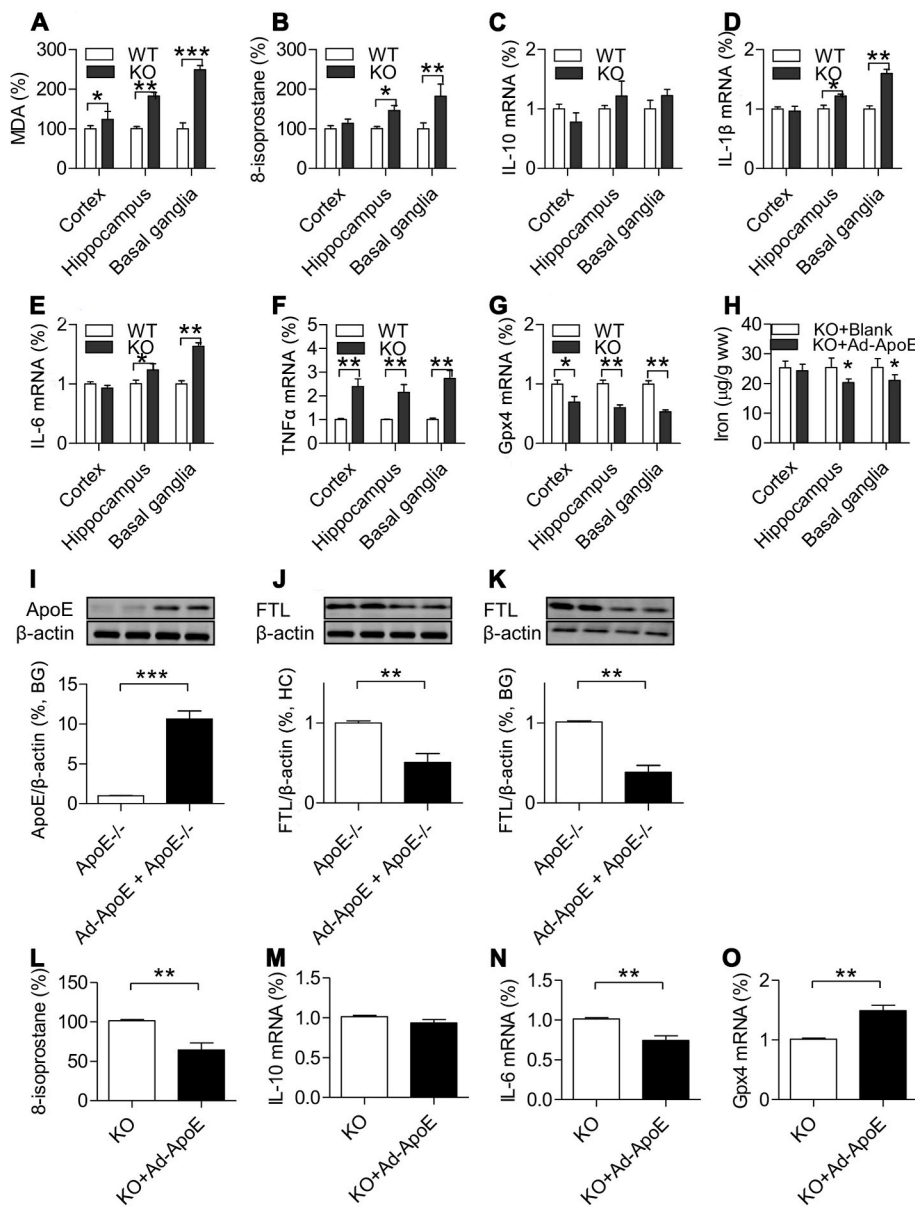 A
MDA (%)
300
200
100
0
WT
KO
*
**
***
Cortex
Hippocampus
Basal ganglia
B
8-isoprostane (%)
300
200
100
0
WT
KO
*
**
Cortex
Hippocampus
Basal ganglia
C
IL-10 mRNA (%)
2
1
0
WT
KO
Cortex
Hippocampus
Basal ganglia
D
IL-1β mRNA (%)
2
1
0
WT
KO
*
**
Cortex
Hippocampus
Basal ganglia
E
IL-6 mRNA (%)
2
1
0
WT
KO
*
**
Cortex
Hippocampus
Basal ganglia
F
TNFα mRNA (%)
5
4
3
2
1
0
WT
KO
**
**
**
Cortex
Hippocampus
Basal ganglia
G
Gpx4 mRNA (%)
2
1
0
WT
KO
*
**
**
Cortex
Hippocampus
Basal ganglia
H
Iron (μg/g ww)
40
30
20
10
0
KO+Blank
KO+Ad-ApoE
*
*
Cortex
Hippocampus
Basal ganglia
I
ApoE
β-actin
ApoE/β-actin (%, BG)
15
10
5
0
***
ApoE-/-
Ad-ApoE + ApoE-/-
J
FTL
β-actin
FTL/β-actin (%, HC)
1
0
**
ApoE-/-
Ad-ApoE + ApoE-/-
K
FTL
β-actin
FTL/β-actin (%, BG)
1
0
**
ApoE-/-
Ad-ApoE + ApoE-/-
L
8-isoprostane (%)
150
100
50
0
**
KO
KO+Ad-ApoE
M
IL-10 mRNA (%)
1.5
1.0
0.5
0.0
KO
KO+Ad-ApoE
N
IL-6 mRNA (%)
1.5
1.0
0.5
0.0
**
KO
KO+Ad-ApoE
O
Gpx4 mRNA (%)
2
1
0
**
KO
KO+Ad-ApoE